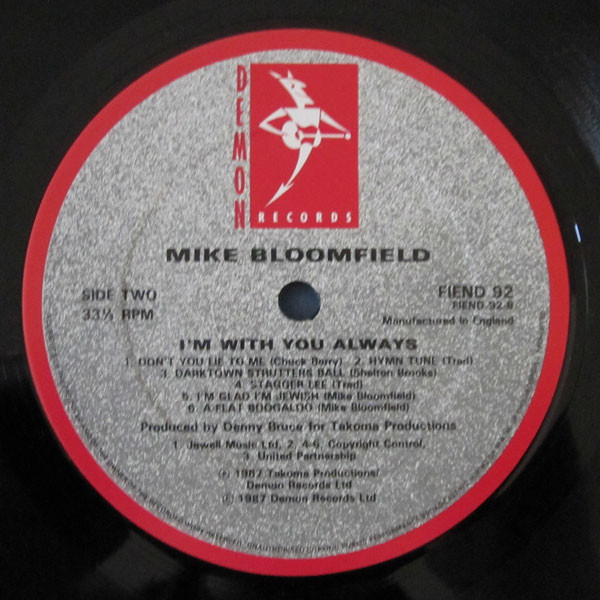 DEMON
RECORDS
MIKE BLOOMFIELD
SIDE TWO
33⅓ RPM
FIEND 92
FIEND-92-B
Manufactured in England
I'M WITH YOU ALWAYS
1. DON'T YOU LIE TO ME (Chuck Berry) 2. HYMN TUNE (Trad)
3. DARKTOWN STRUTTERS BALL (Shelton Brooks)
4. STAGGER LEE (Trad)
5. I'M GLAD I'M JEWISH (Mike Bloomfield)
6. A-FLAT BOOGALOO (Mike Bloomfield)
Produced by Denny Bruce for Takoma Productions
1. Jewell Music Ltd, 2, 4-6, Copyright Control,
3. United Partnership
℗ 1987 Takoma Productions/
Demon Records Ltd
© 1987 Demon Records Ltd